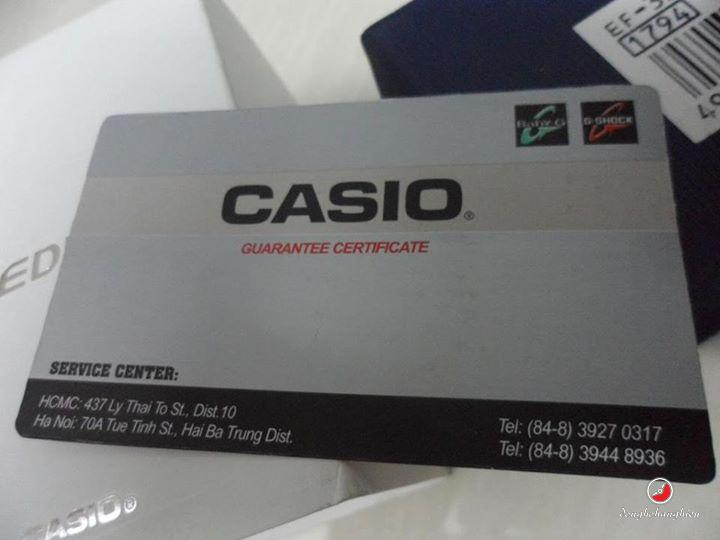 EF-3
1794
BABY-G
G-SHOCK
CASIO®
GUARANTEE CERTIFICATE
ED
SERVICE CENTER:
HCMC: 437 Ly Thai To St., Dist.10
Ha Noi: 70A Tue Tinh St., Hai Ba Trung Dist.
Tel: (84-8) 3927 0317
Tel: (84-8) 3944 8936
CASIO®